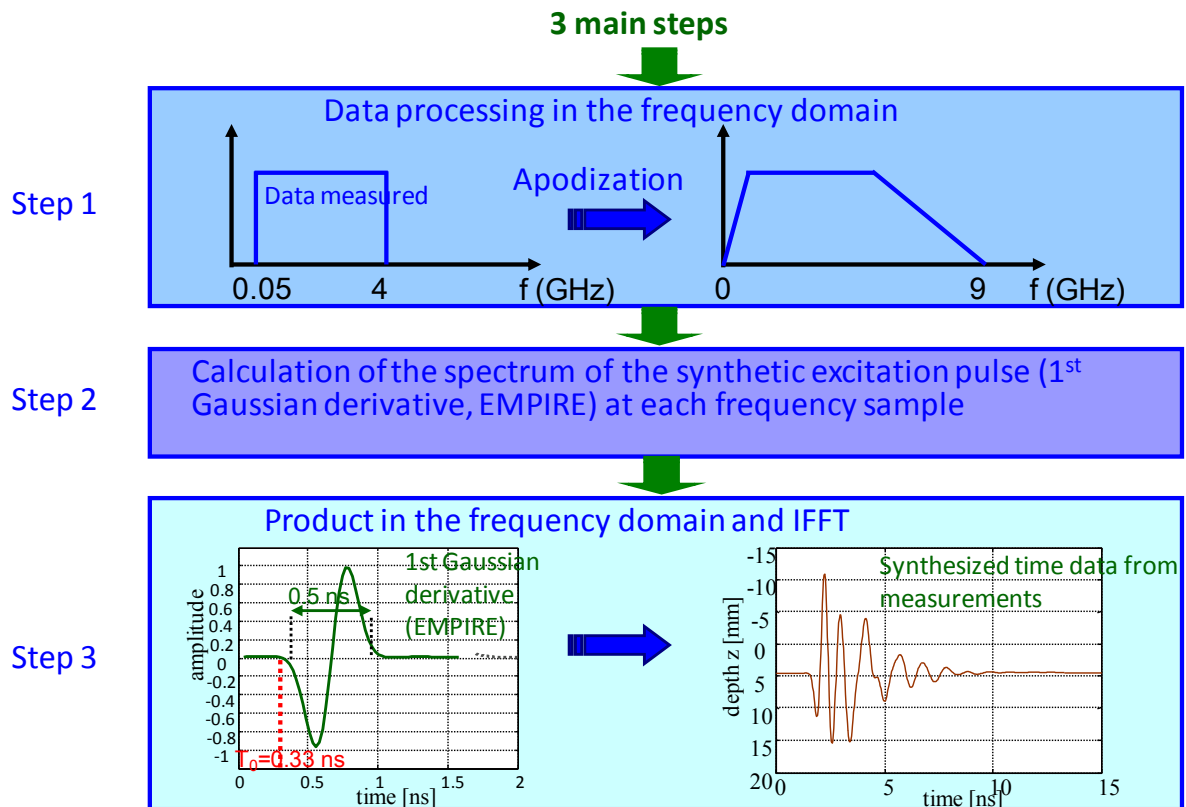 3 main steps
Data processing in the frequency domain
Step 1
Data measured
Apodization
0.05 4 f (GHz)
0 9 f (GHz)
Step 2
Calculation of the spectrum of the synthetic excitation pulse (1st
Gaussian derivative, EMPIRE) at each frequency sample
Step 3
Product in the frequency domain and IFFT
amplitude
1
0.8
0.6
0.4
0.2
0
-0.2
-0.4
-0.6
-0.8
-1
0.5 ns
1st Gaussian
derivative
(EMPIRE)
T0=0.33 ns
0 0.5 1 1.5 2
time [ns]
depth z [mm]
-15
-10
-5
0
5
10
15
20
Synthesized time data from
measurements
0 5 10 15
time [ns]